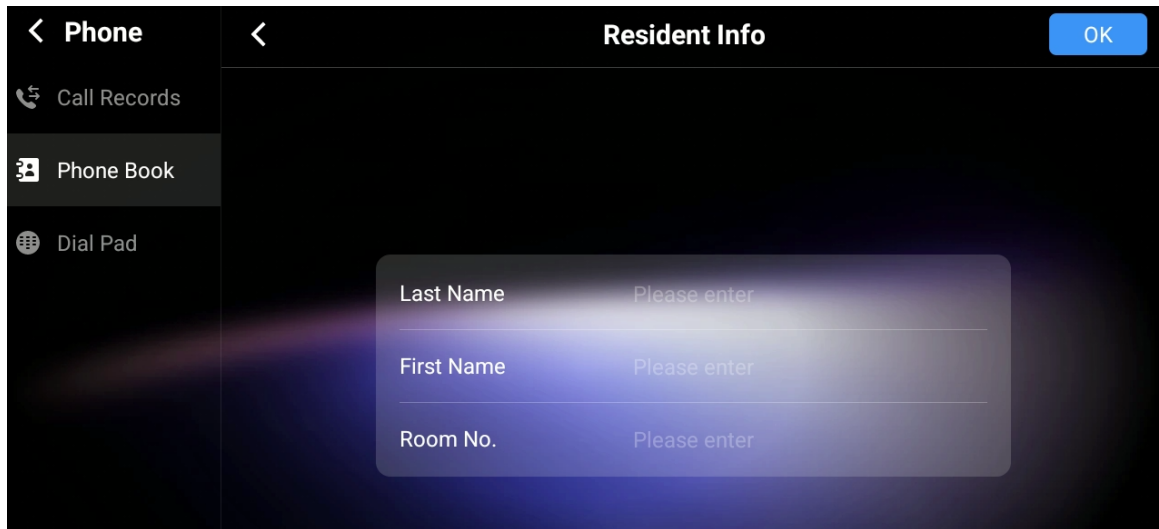 Phone
Call Records
Phone Book
Dial Pad
Resident Info
OK
Last Name Please enter
First Name Please enter
Room No. Please enter